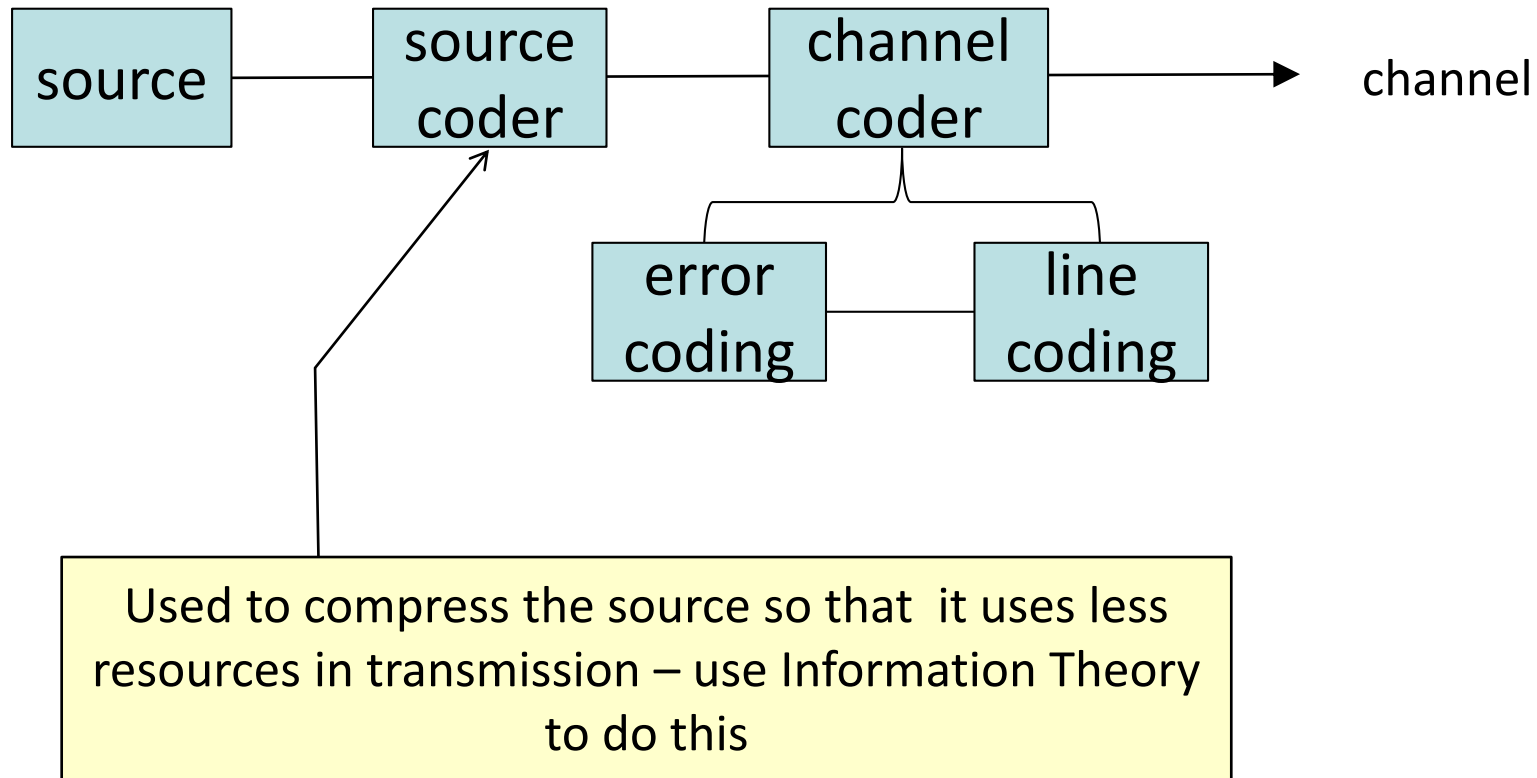 source
source
coder
channel
coder
channel
error
coding
line
coding
Used to compress the source so that it uses less
resources in transmission – use Information Theory
to do this